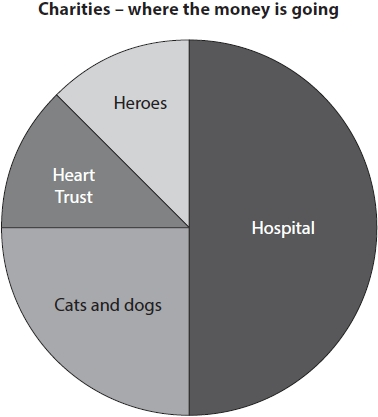 Charities – where the money is going
Heroes
Heart
Trust
Hospital
Cats and dogs